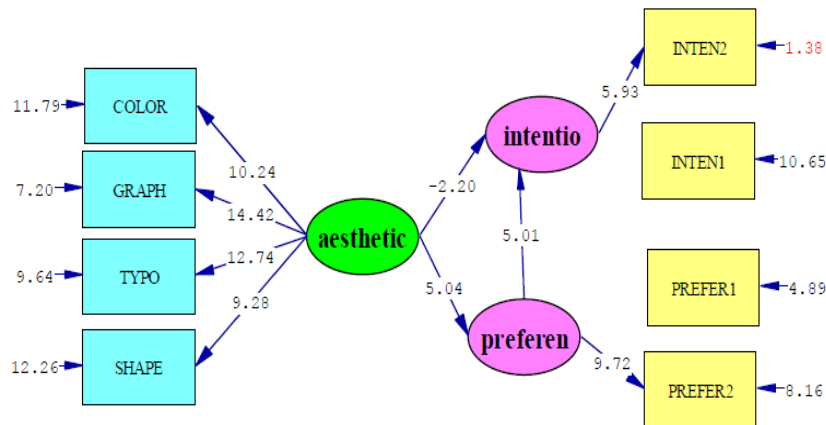 INTEN2
1.38
5.93
11.79
COLOR
intentio
INTEN1
10.65
10.24
-2.20
7.20
GRAPH
14.42
aesthetic
5.01
12.74
9.64
TYPO
PREFER1
4.89
9.28
5.04
preferen
9.72
12.26
SHAPE
PREFER2
8.16